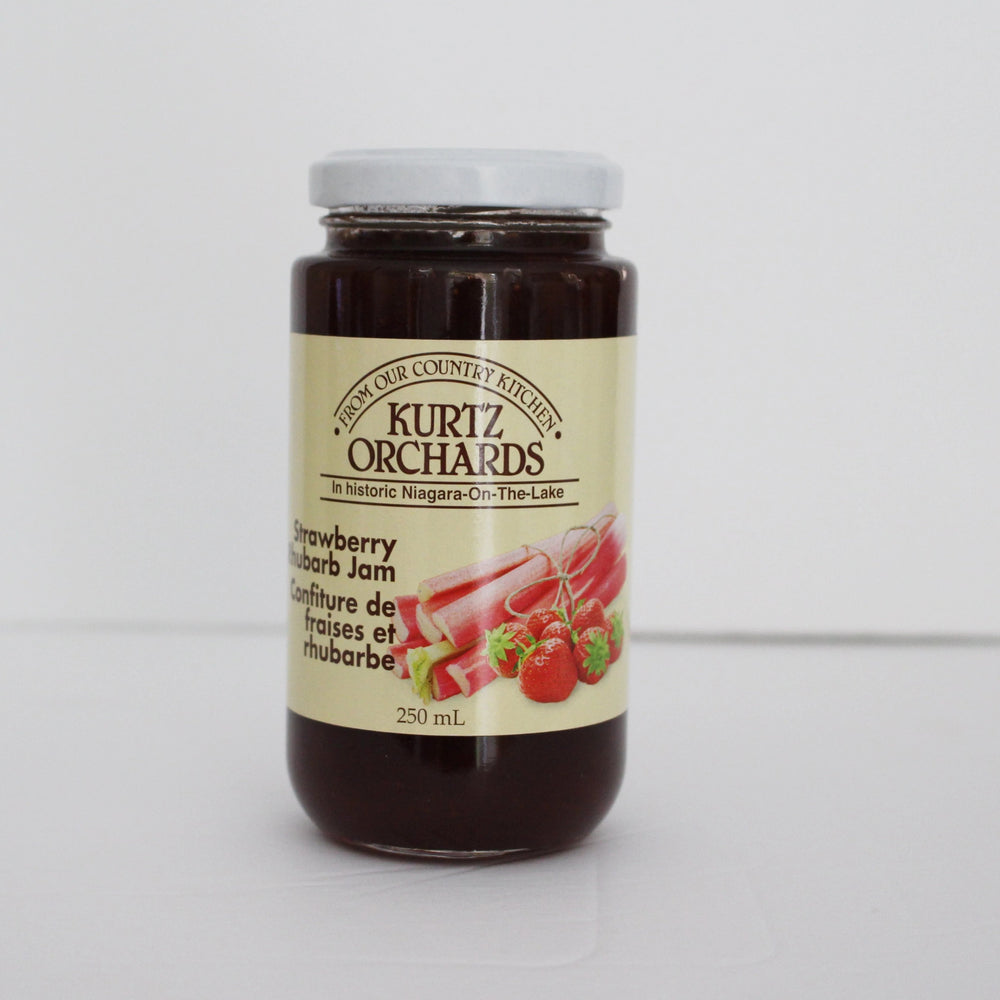 FROM OUR COUNTRY KITCHEN
KURTZ
ORCHARDS
In historic Niagara-On-The-Lake
Strawberry
Rhubarb Jam
Confiture de
fraises et
rhubarbe
250 mL